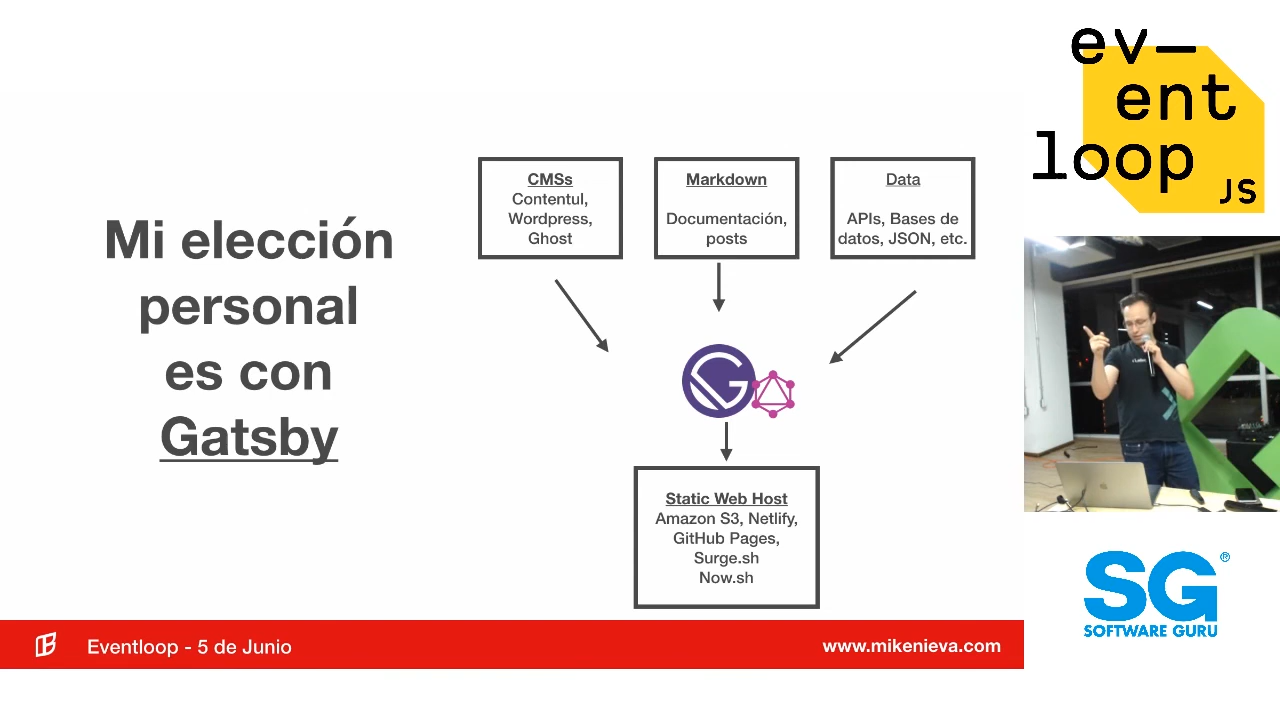 Mi elección
personal
es con
Gatsby
CMSs
Contentul,
Wordpress,
Ghost
Markdown
Documentación,
posts
Data
APIs, Bases de
datos, JSON, etc.
Static Web Host
Amazon S3, Netlify,
GitHub Pages,
Surge.sh
Now.sh
Eventloop - 5 de Junio
www.mikenieva.com
ev—
ent
loop
JS
SG®
SOFTWARE GURU